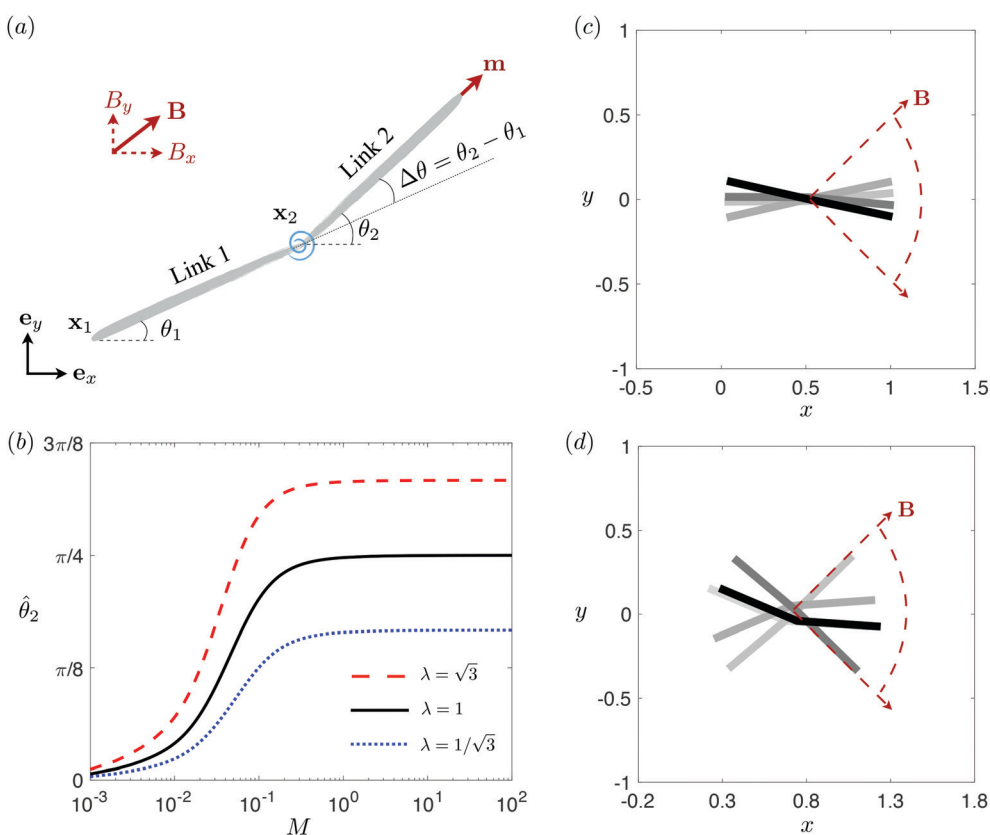 (a)
m
B_y
B
B_x
Link 2
Δθ = θ_2 − θ_1
x_2
θ_2
Link 1
x_1
θ_1
e_y
e_x
(b)
3π/8
π/4
θ̂_2
π/8
0
λ = √3
λ = 1
λ = 1/√3
10^{-3} 10^{-2} 10^{-1} 10^0 10^1 10^2
M
(c)
1
B
0.5
y 0
-0.5
-1
-0.5 0 0.5 1 1.5
x
(d)
1
B
0.5
y 0
-0.5
-1
-0.2 0.3 0.8 1.3 1.8
x